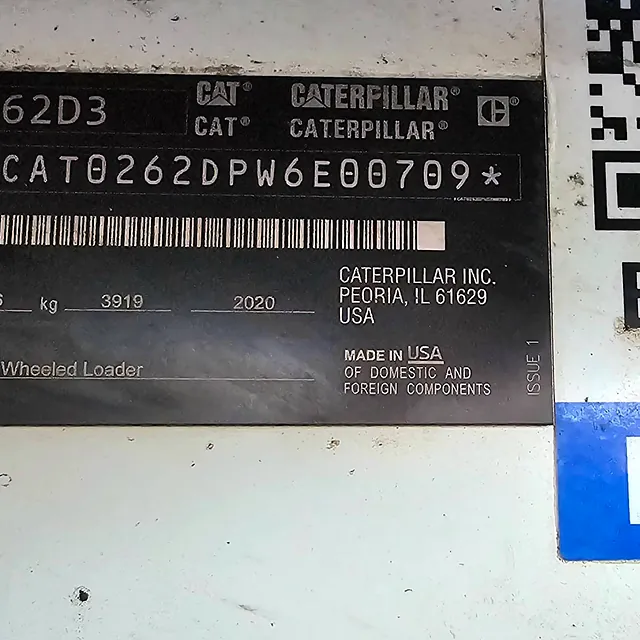 62D3
CAT® CATERPILLAR® C®
CAT® CATERPILLAR®
CAT0262DPW6E00709*
CATERPILLAR INC.
PEORIA, IL 61629
USA
6 kg 3919 2020
MADE IN USA
OF DOMESTIC AND
FOREIGN COMPONENTS
Wheeled Loader
ISSUE 1